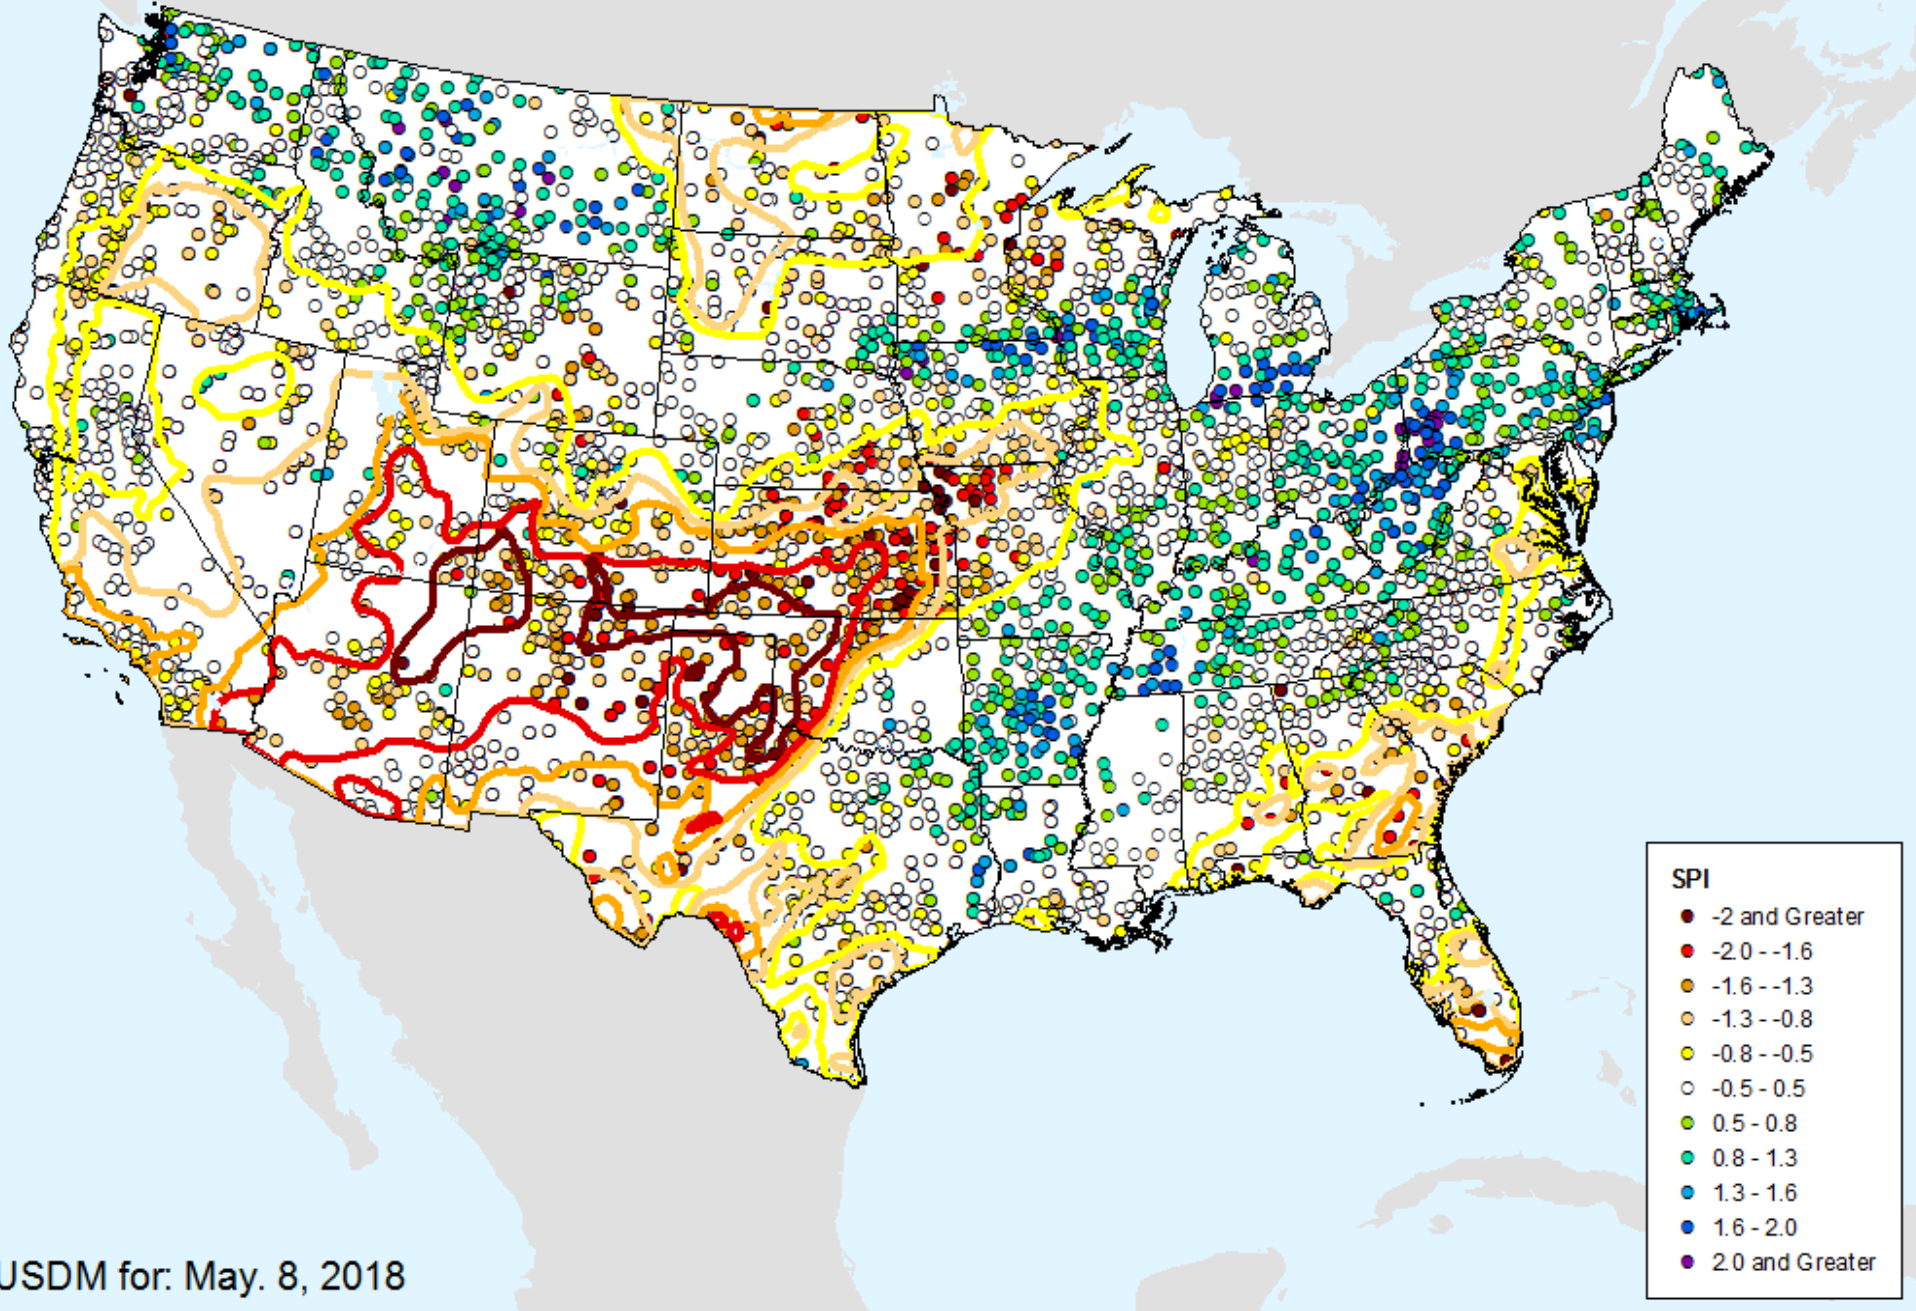 SPI
-2 and Greater
-2.0 - -1.6
-1.6 - -1.3
-1.3 - -0.8
-0.8 - -0.5
-0.5 - 0.5
0.5 - 0.8
0.8 - 1.3
1.3 - 1.6
1.6 - 2.0
2.0 and Greater
USDM for: May. 8, 2018